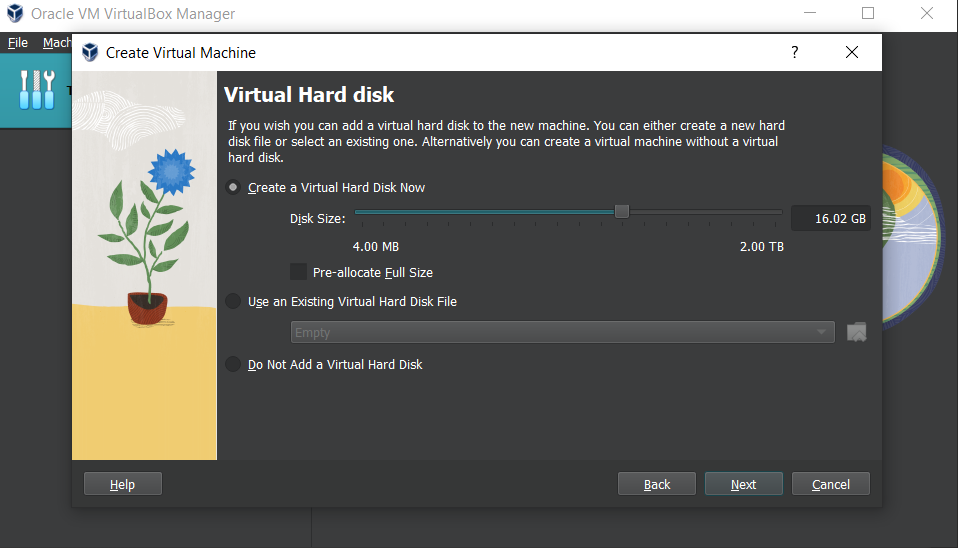 Oracle VM VirtualBox Manager
File Mach
Create Virtual Machine ?
Virtual Hard disk
If you wish you can add a virtual hard disk to the new machine. You can either create a new hard
disk file or select an existing one. Alternatively you can create a virtual machine without a virtual
hard disk.
Create a Virtual Hard Disk Now
Disk Size: 16.02 GB
4.00 MB 2.00 TB
Pre-allocate Full Size
Use an Existing Virtual Hard Disk File
Empty
Do Not Add a Virtual Hard Disk
Help Back Next Cancel